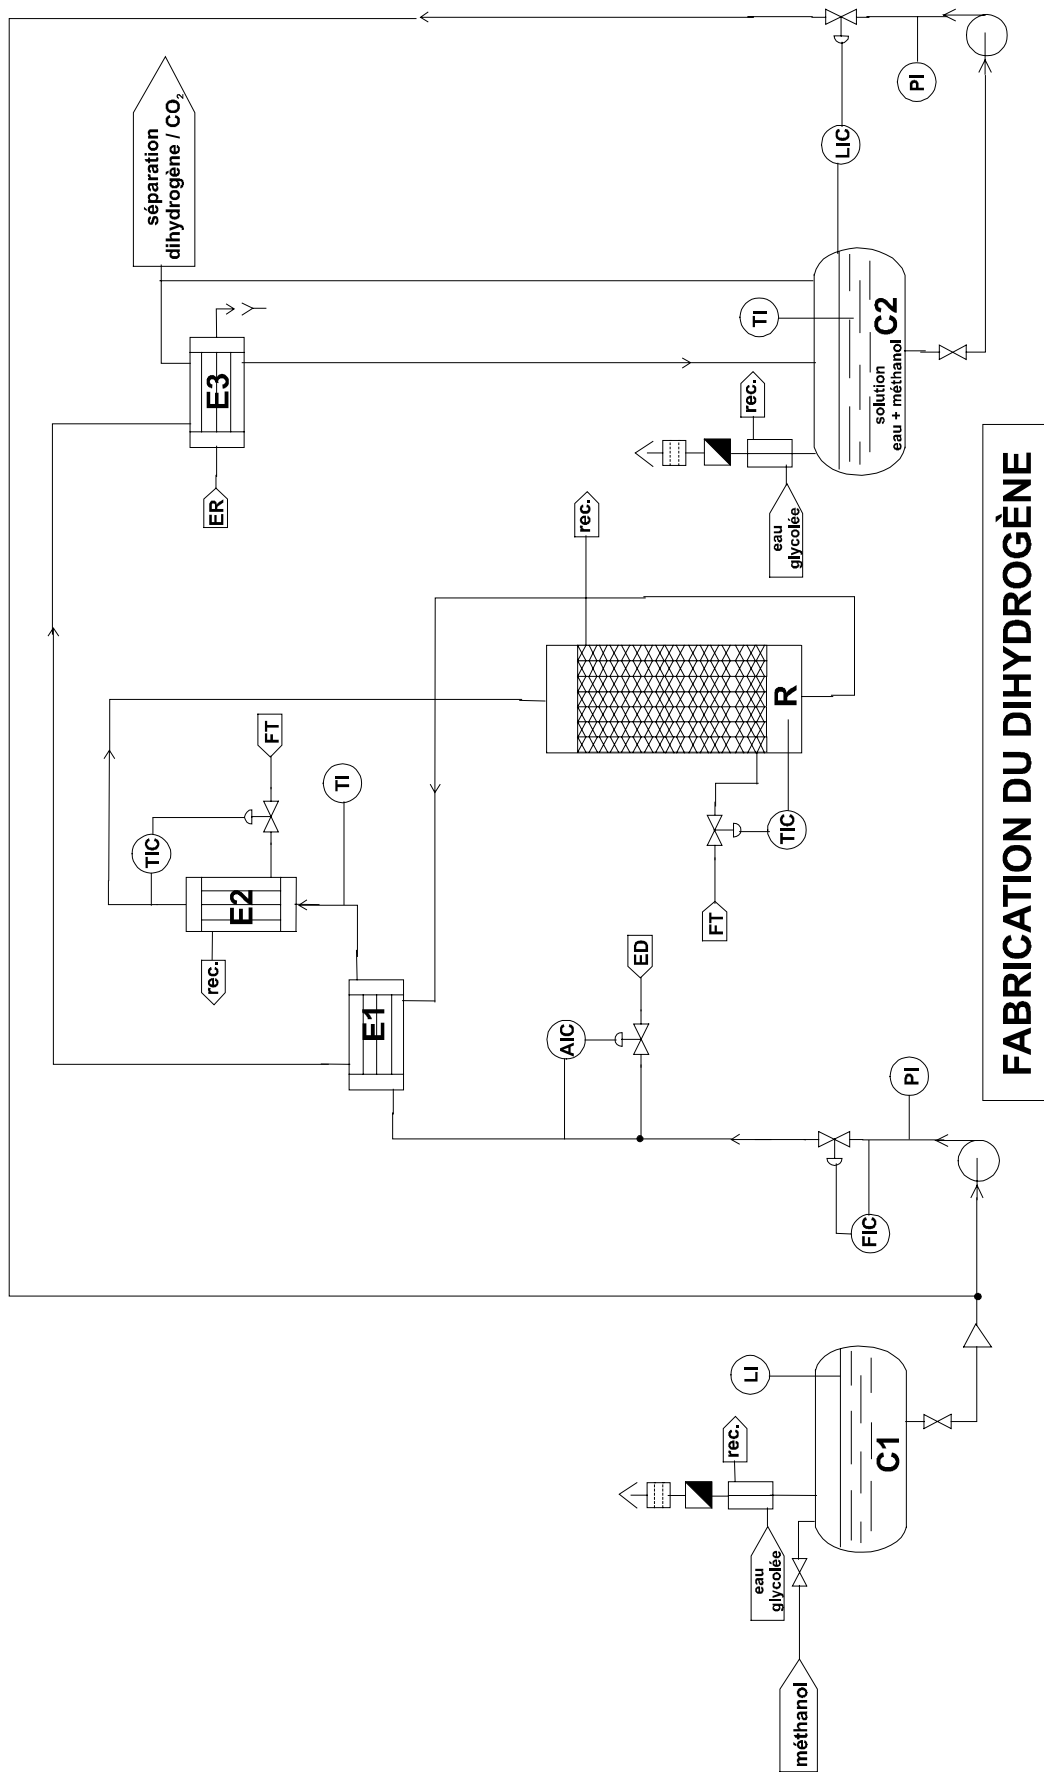 séparation
dihydrogène / CO₂
E3
ER
TI
LIC
PI
rec.
eau
glycolée
solution
eau + méthanol
C2
FT
TIC
TI
E2
rec.
E1
rec.
R
TIC
FT
ED
AIC
PI
FIC
LI
rec.
eau
glycolée
méthanol
C1
FABRICATION DU DIHYDROGÈNE